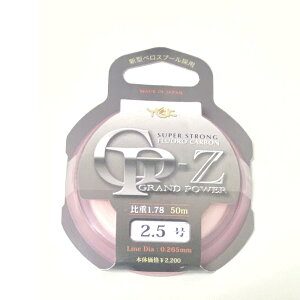 新型ベロスプール採用
MADE IN JAPAN
SUPER STRONG
FLUORO CARBON
GP-Z
GRAND POWER
比重1.78 50m
2.5号
Line Dia : 0.265mm
本体価格¥2,200